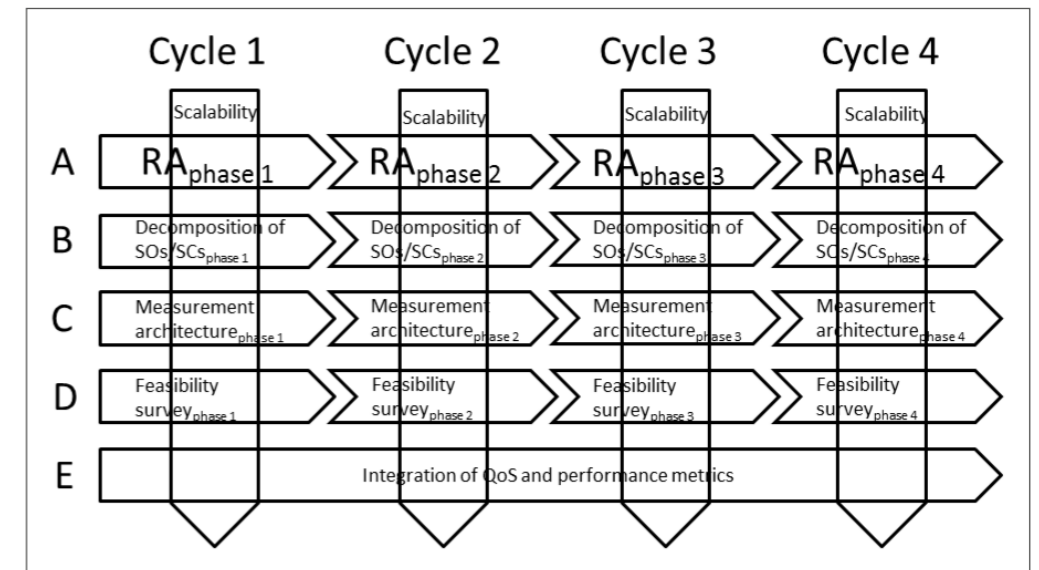 Cycle 1 Cycle 2 Cycle 3 Cycle 4
Scalability Scalability Scalability Scalability
A RAphase 1 RAphase 2 RAphase 3 RAphase 4
B Decomposition of Decomposition of Decomposition of Decomposition of
SOs/SCsphase 1 SOs/SCsphase 2 SOs/SCsphase 3 SOs/SCsphase 4
C Measurement Measurement Measurement Measurement
architecturephase 1 architecturephase 2 architecturephase 3 architecturephase 4
D Feasibility Feasibility Feasibility Feasibility
surveyphase 1 surveyphase 2 surveyphase 3 surveyphase 4
E Integration of QoS and performance metrics